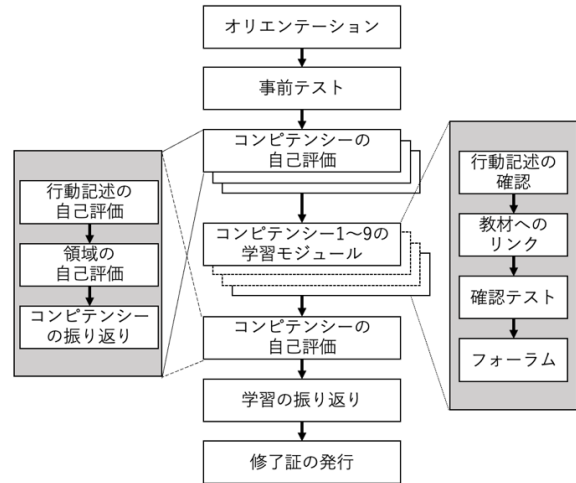 オリエンテーション
事前テスト
コンピテンシーの
自己評価
コンピテンシー1～9の
学習モジュール
コンピテンシーの
自己評価
学習の振り返り
修了証の発行
行動記述の
自己評価
領域の
自己評価
コンピテンシー
の振り返り
行動記述の
確認
教材への
リンク
確認テスト
フォーラム